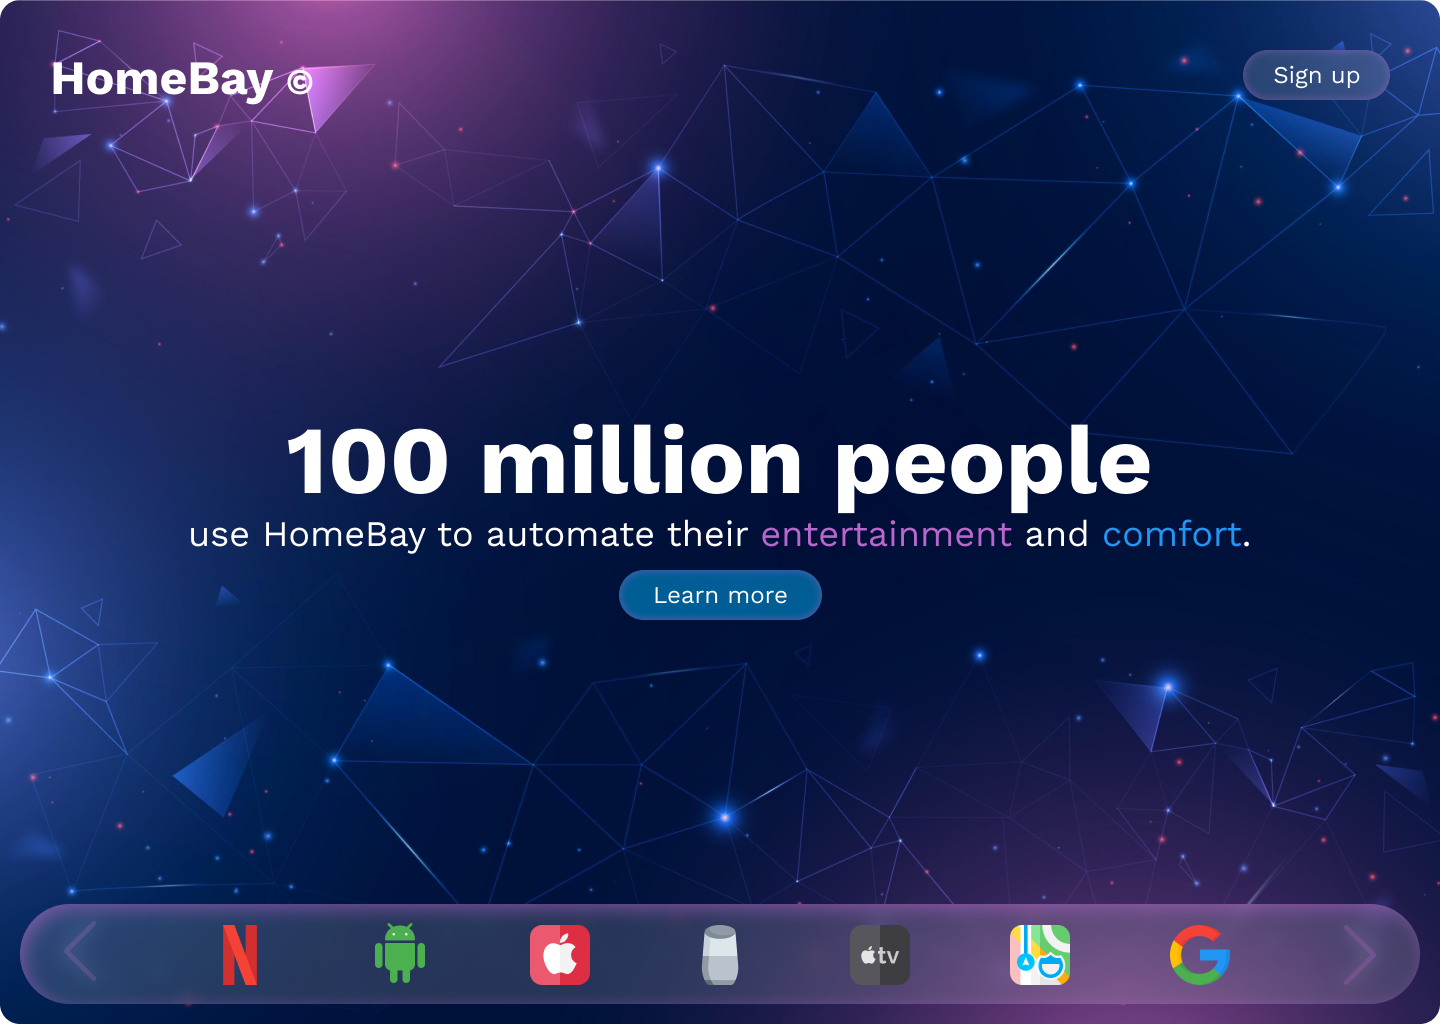 HomeBay ©
Sign up
100 million people
use HomeBay to automate their entertainment and comfort.
Learn more
tv